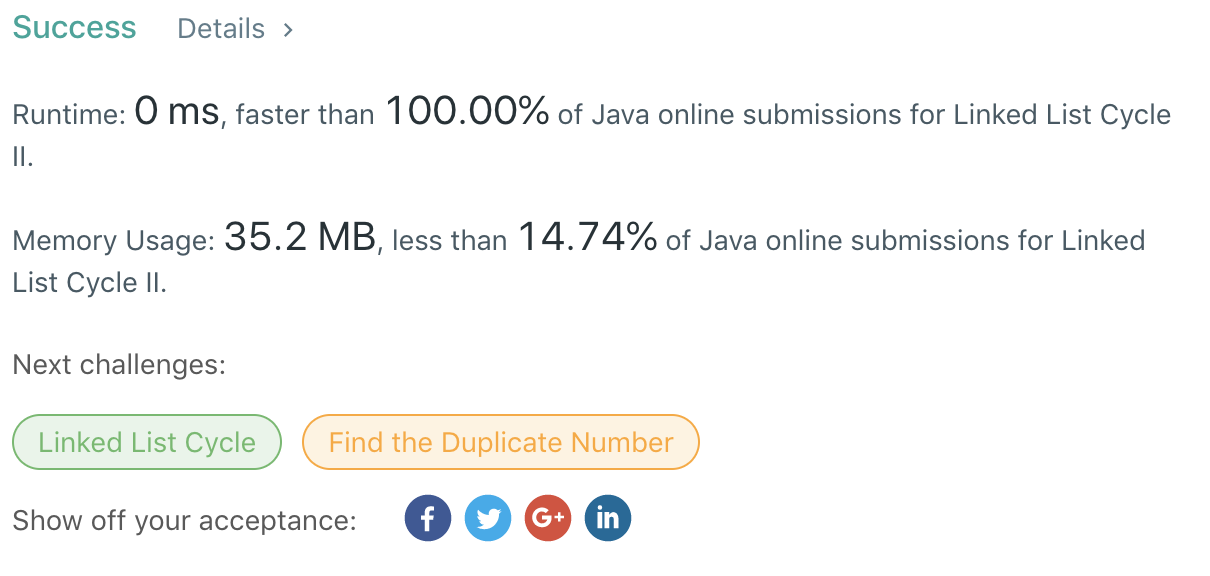 Success Details >
Runtime: 0 ms, faster than 100.00% of Java online submissions for Linked List Cycle
II.
Memory Usage: 35.2 MB, less than 14.74% of Java online submissions for Linked
List Cycle II.
Next challenges:
Linked List Cycle Find the Duplicate Number
Show off your acceptance: f G+ in